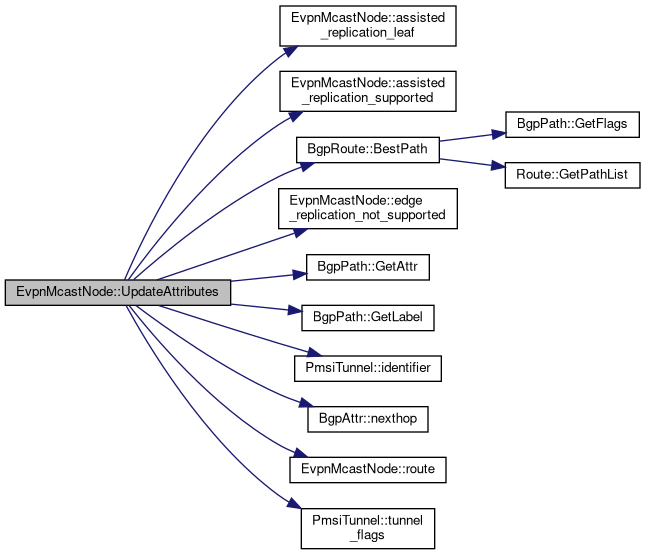 EvpnMcastNode::assisted
_replication_leaf
EvpnMcastNode::assisted
_replication_supported
BgpRoute::BestPath
BgpPath::GetFlags
Route::GetPathList
EvpnMcastNode::edge
_replication_not_supported
BgpPath::GetAttr
EvpnMcastNode::UpdateAttributes
BgpPath::GetLabel
PmsiTunnel::identifier
BgpAttr::nexthop
EvpnMcastNode::route
PmsiTunnel::tunnel
_flags